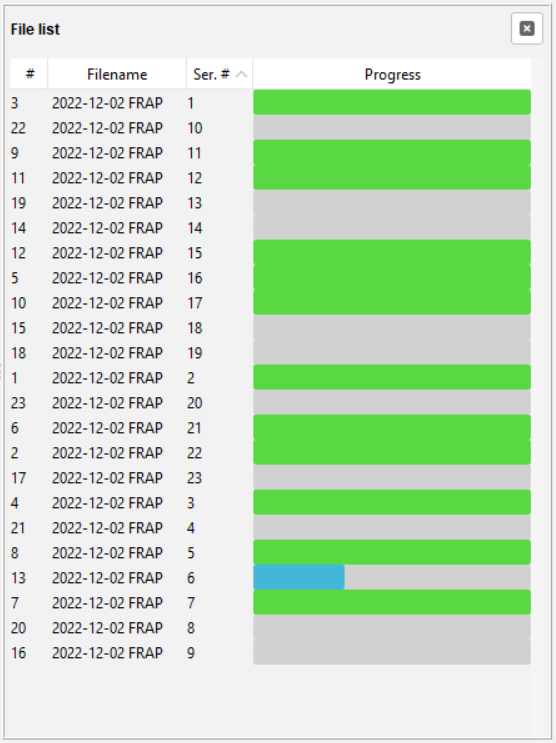 File list
# Filename Ser. # Progress
3 2022-12-02 FRAP 1
22 2022-12-02 FRAP 10
9 2022-12-02 FRAP 11
11 2022-12-02 FRAP 12
19 2022-12-02 FRAP 13
14 2022-12-02 FRAP 14
12 2022-12-02 FRAP 15
5 2022-12-02 FRAP 16
10 2022-12-02 FRAP 17
15 2022-12-02 FRAP 18
18 2022-12-02 FRAP 19
1 2022-12-02 FRAP 2
23 2022-12-02 FRAP 20
6 2022-12-02 FRAP 21
2 2022-12-02 FRAP 22
17 2022-12-02 FRAP 23
4 2022-12-02 FRAP 3
21 2022-12-02 FRAP 4
8 2022-12-02 FRAP 5
13 2022-12-02 FRAP 6
7 2022-12-02 FRAP 7
20 2022-12-02 FRAP 8
16 2022-12-02 FRAP 9